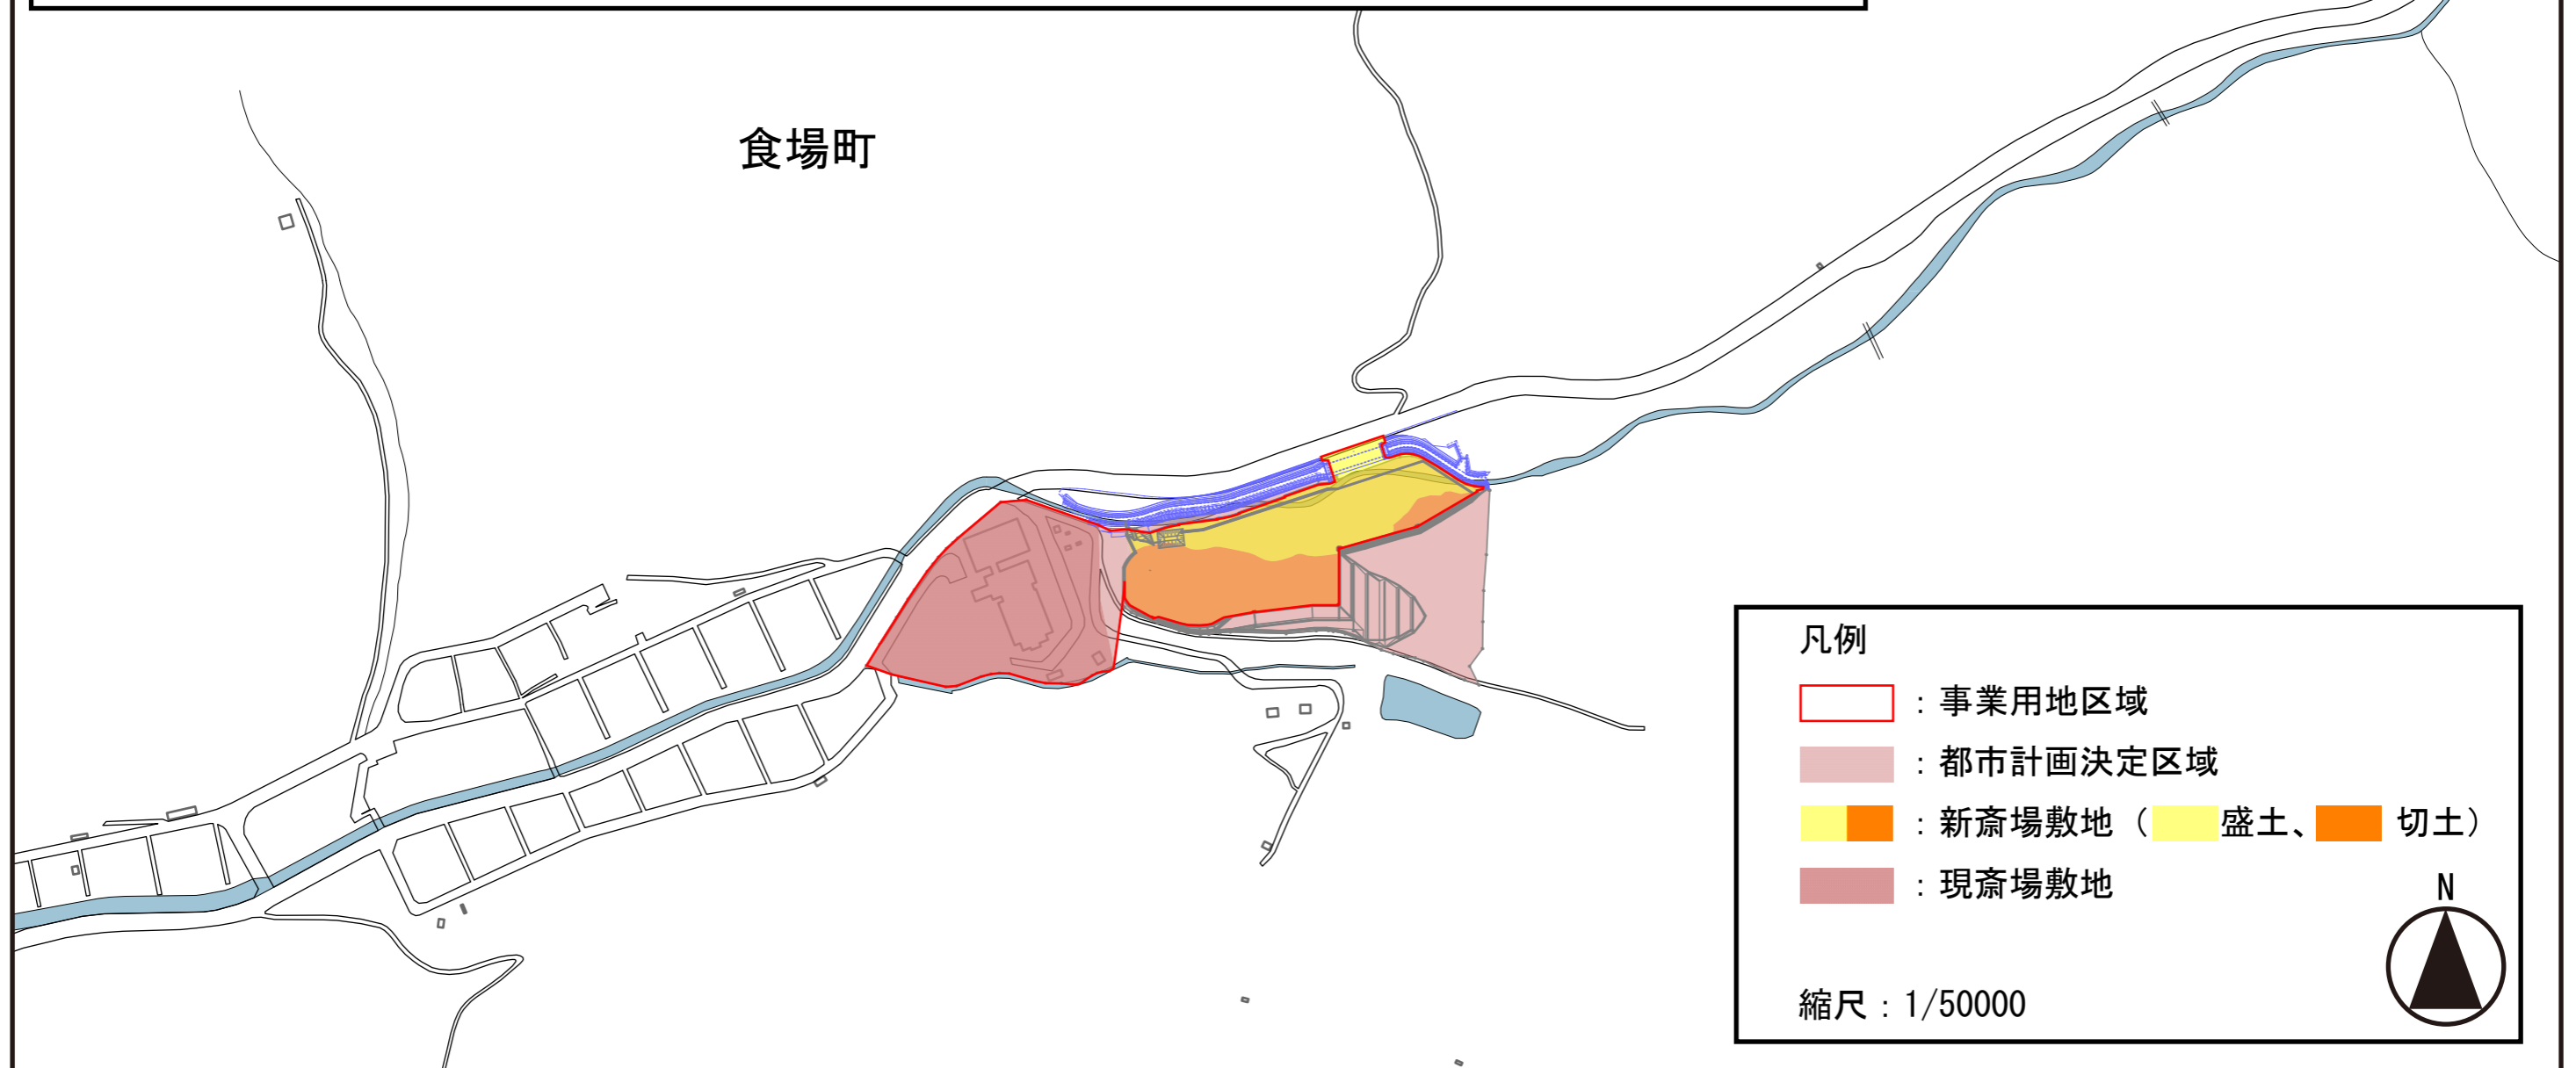 食場町
凡例
：事業用地区域
：都市計画決定区域
：新斎場敷地（　盛土、　切土）
：現斎場敷地
N
縮尺：1/50000